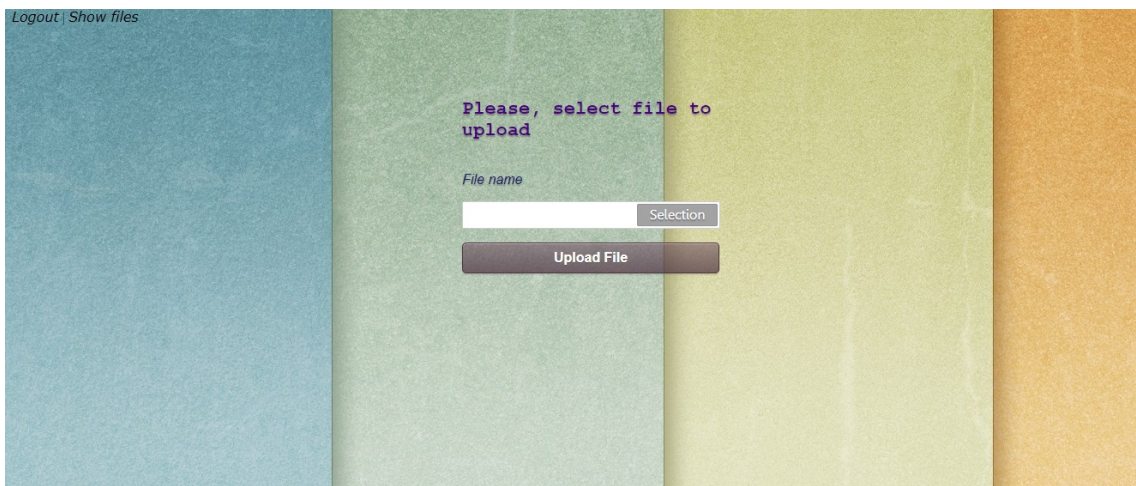 Logout | Show files
Please, select file to
upload
File name
Selection
Upload File